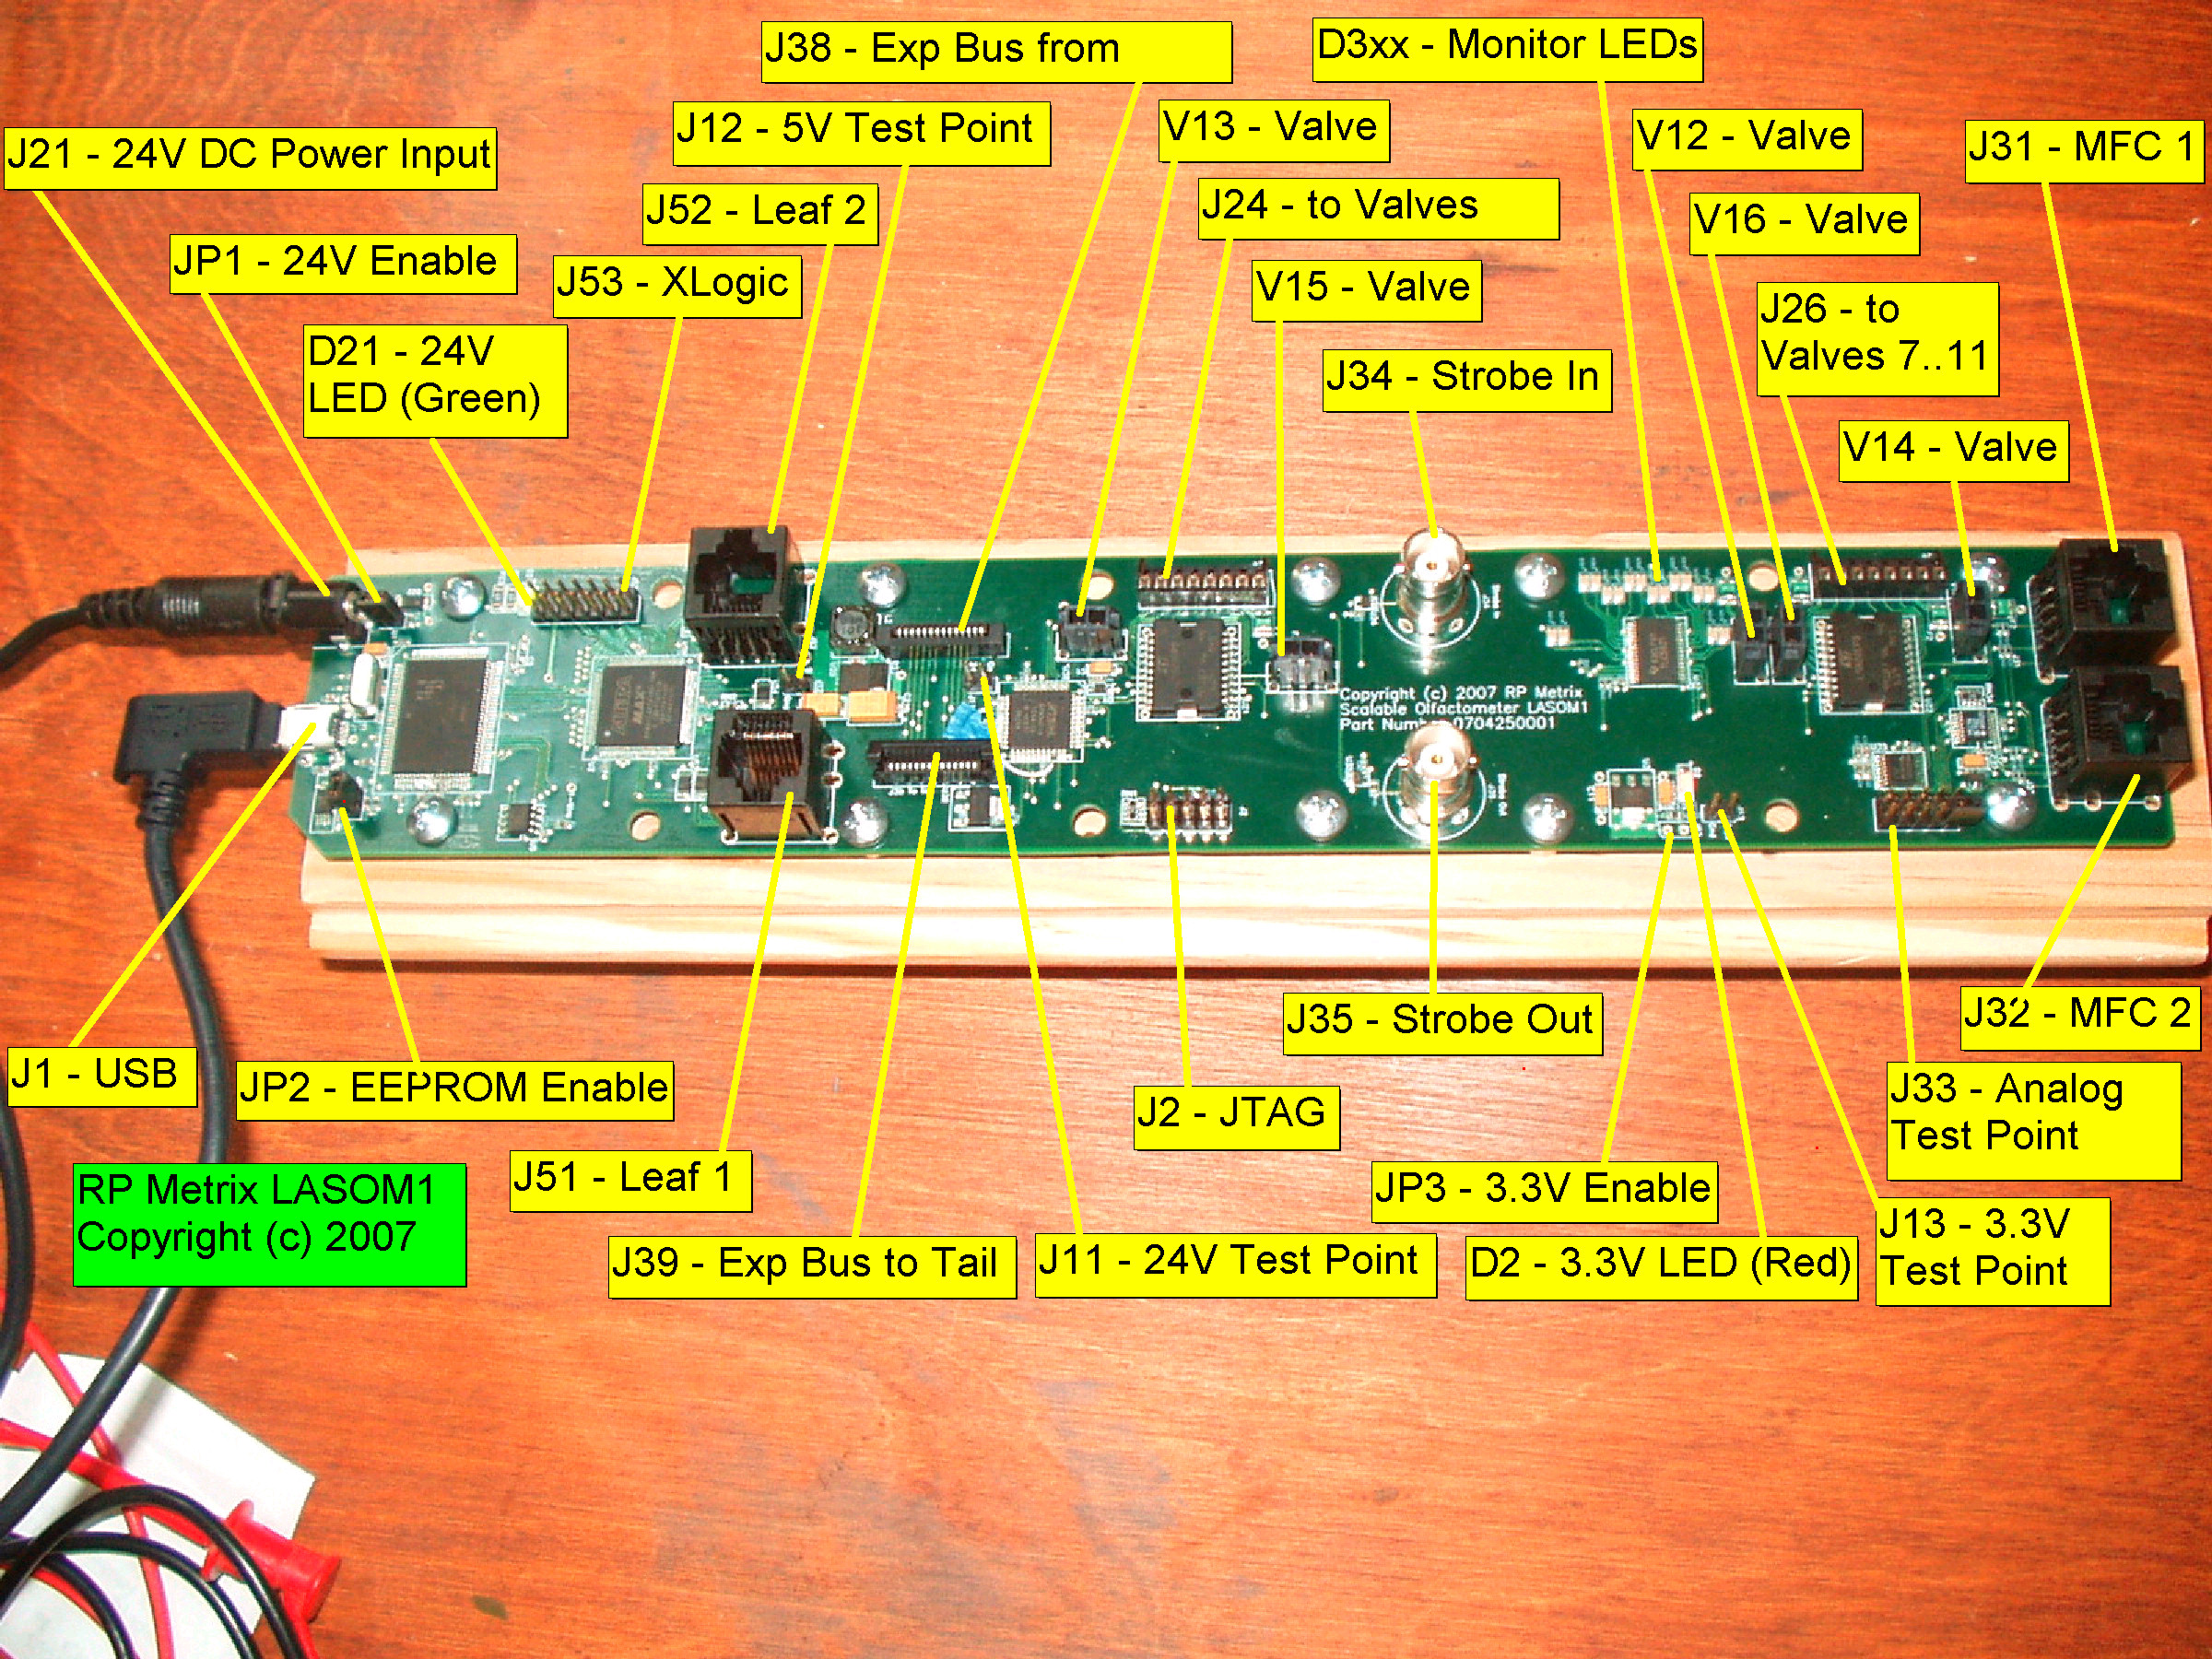 J38 - Exp Bus from
D3xx - Monitor LEDs
J12 - 5V Test Point
V13 - Valve
V12 - Valve
J31 - MFC 1
J21 - 24V DC Power Input
J52 - Leaf 2
J24 - to Valves
V16 - Valve
JP1 - 24V Enable
J53 - XLogic
V15 - Valve
J26 - to
Valves 7..11
D21 - 24V
LED (Green)
J34 - Strobe In
V14 - Valve
Copyright (c) 2007 RP Metrix
Scalable Olfactometer LASOM1
Part Number 0704250001
J35 - Strobe Out
J32 - MFC 2
J1 - USB
JP2 - EEPROM Enable
J2 - JTAG
J33 - Analog
Test Point
J51 - Leaf 1
JP3 - 3.3V Enable
RP Metrix LASOM1
Copyright (c) 2007
J39 - Exp Bus to Tail
J11 - 24V Test Point
D2 - 3.3V LED (Red)
J13 - 3.3V
Test Point